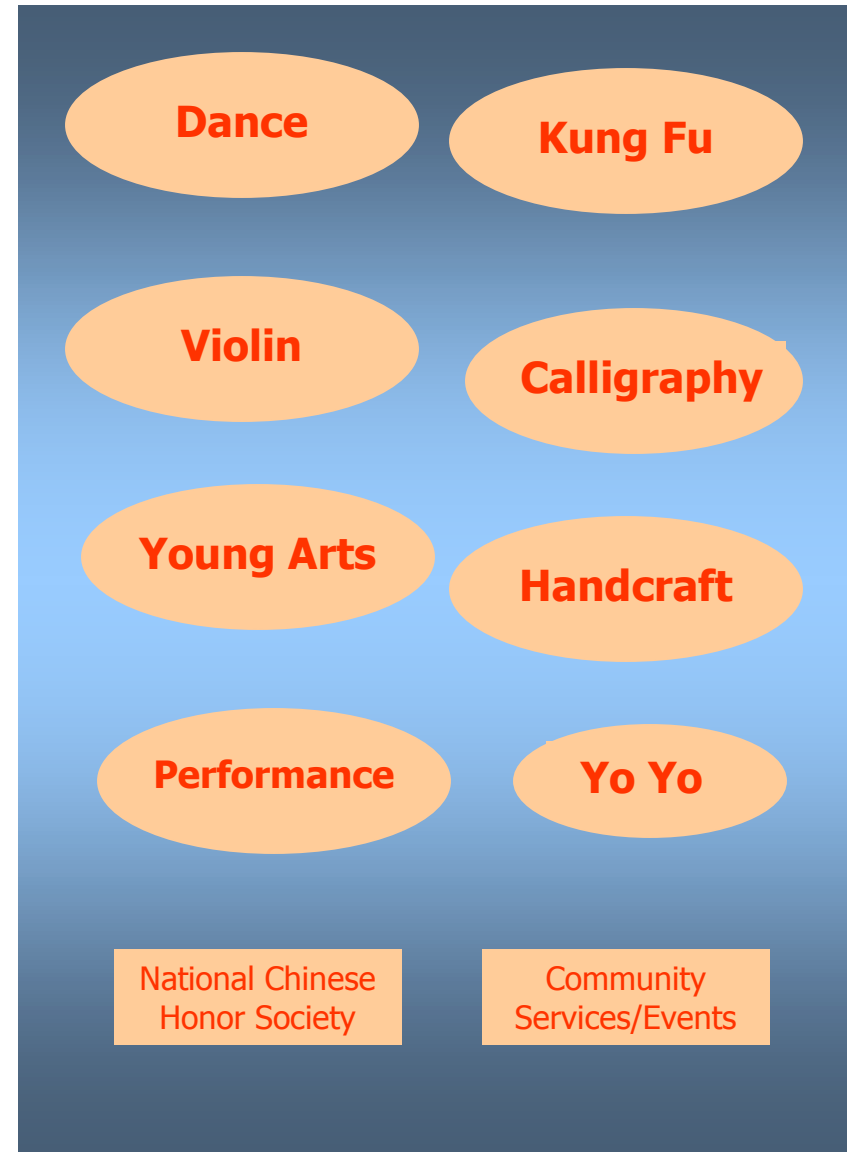 Dance
Kung Fu
Violin
Calligraphy
Young Arts
Handcraft
Performance
Yo Yo
National Chinese
Honor Society
Community
Services/Events